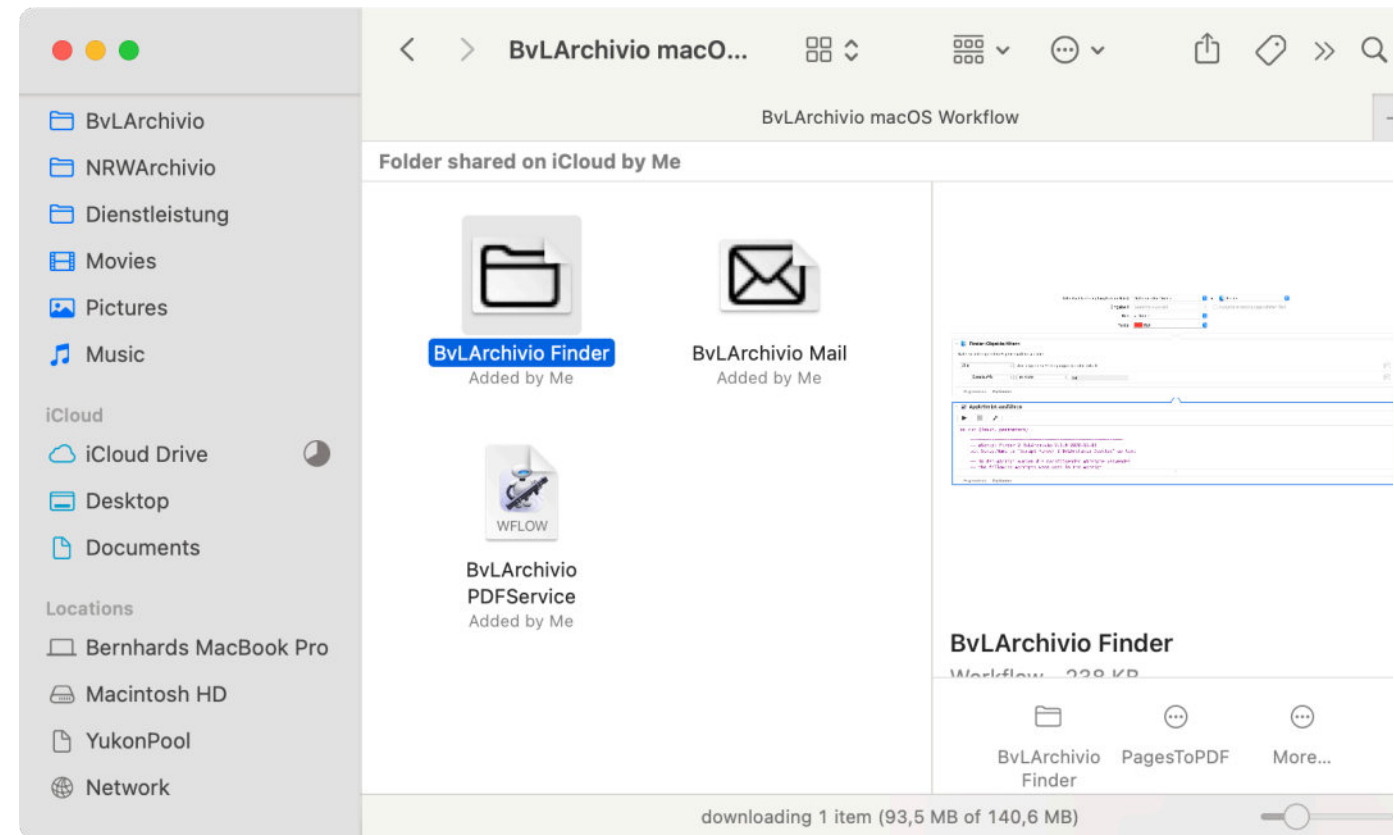 BvLArchivio macO...
BvLArchivio macOS Workflow
Folder shared on iCloud by Me
BvLArchivio
NRWArchivio
Dienstleistung
Movies
Pictures
Music
iCloud
iCloud Drive
Desktop
Documents
Locations
Bernhards MacBook Pro
Macintosh HD
YukonPool
Network
BvLArchivio Finder
Added by Me
BvLArchivio Mail
Added by Me
WFLOW
BvLArchivio
PDFService
Added by Me
BvLArchivio Finder
Workflow - 238 KB
BvLArchivio
Finder
PagesToPDF
More...
downloading 1 item (93,5 MB of 140,6 MB)